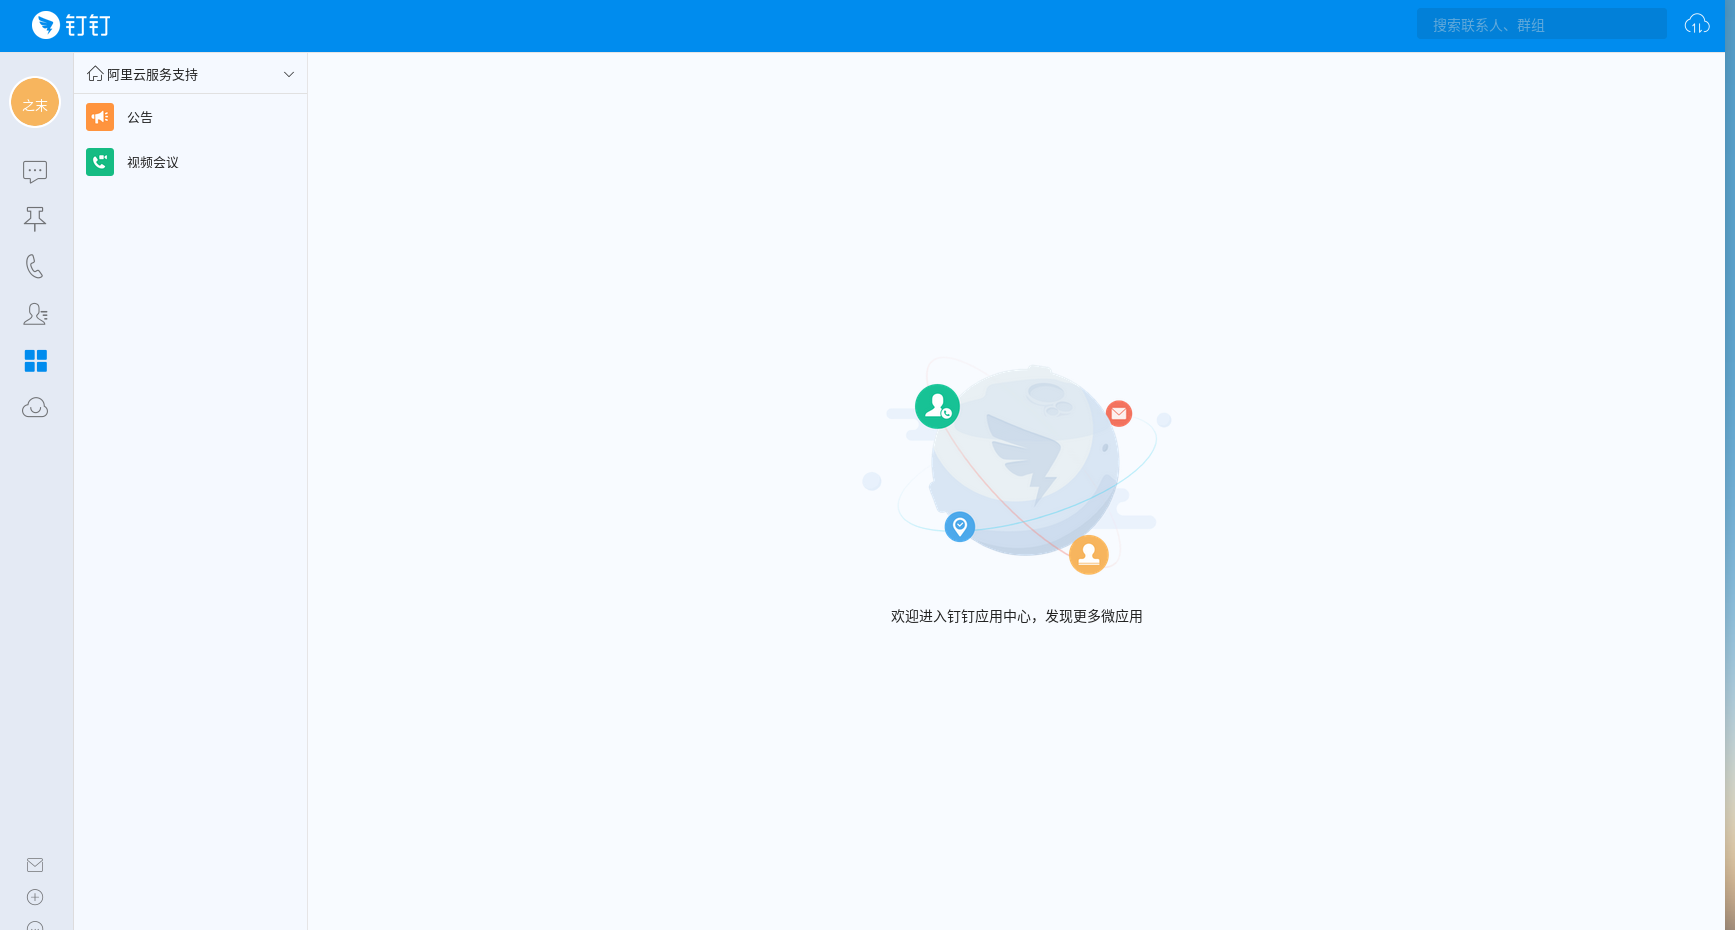 钉钉
搜索联系人、群组
之末
阿里云服务支持
公告
视频会议
欢迎进入钉钉应用中心，发现更多微应用